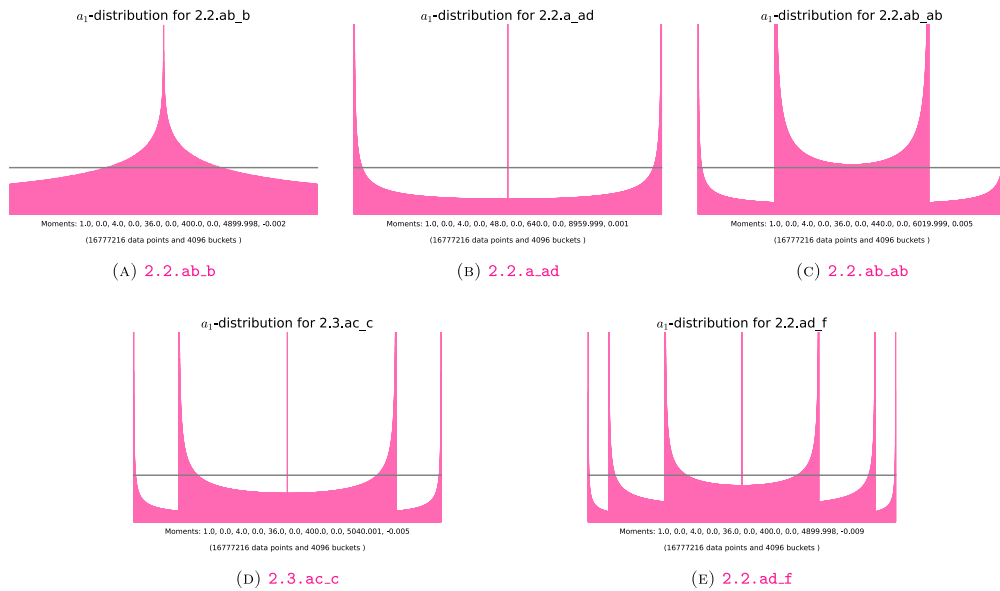 a₁-distribution for 2.2.ab_b
Moments: 1.0, 0.0, 4.0, 0.0, 36.0, 0.0, 400.0, 0.0, 4899.998, -0.002
(16777216 data points and 4096 buckets )
(A) 2.2.ab_b
a₁-distribution for 2.2.a_ad
Moments: 1.0, 0.0, 4.0, 0.0, 48.0, 0.0, 640.0, 0.0, 8959.999, 0.001
(16777216 data points and 4096 buckets )
(B) 2.2.a_ad
a₁-distribution for 2.2.ab_ab
Moments: 1.0, 0.0, 4.0, 0.0, 36.0, 0.0, 440.0, 0.0, 6019.999, 0.005
(16777216 data points and 4096 buckets )
(C) 2.2.ab_ab
a₁-distribution for 2.3.ac_c
Moments: 1.0, 0.0, 4.0, 0.0, 36.0, 0.0, 400.0, 0.0, 5040.001, -0.005
(16777216 data points and 4096 buckets )
(D) 2.3.ac_c
a₁-distribution for 2.2.ad_f
Moments: 1.0, 0.0, 4.0, 0.0, 36.0, 0.0, 400.0, 0.0, 4899.998, -0.009
(16777216 data points and 4096 buckets )
(E) 2.2.ad_f